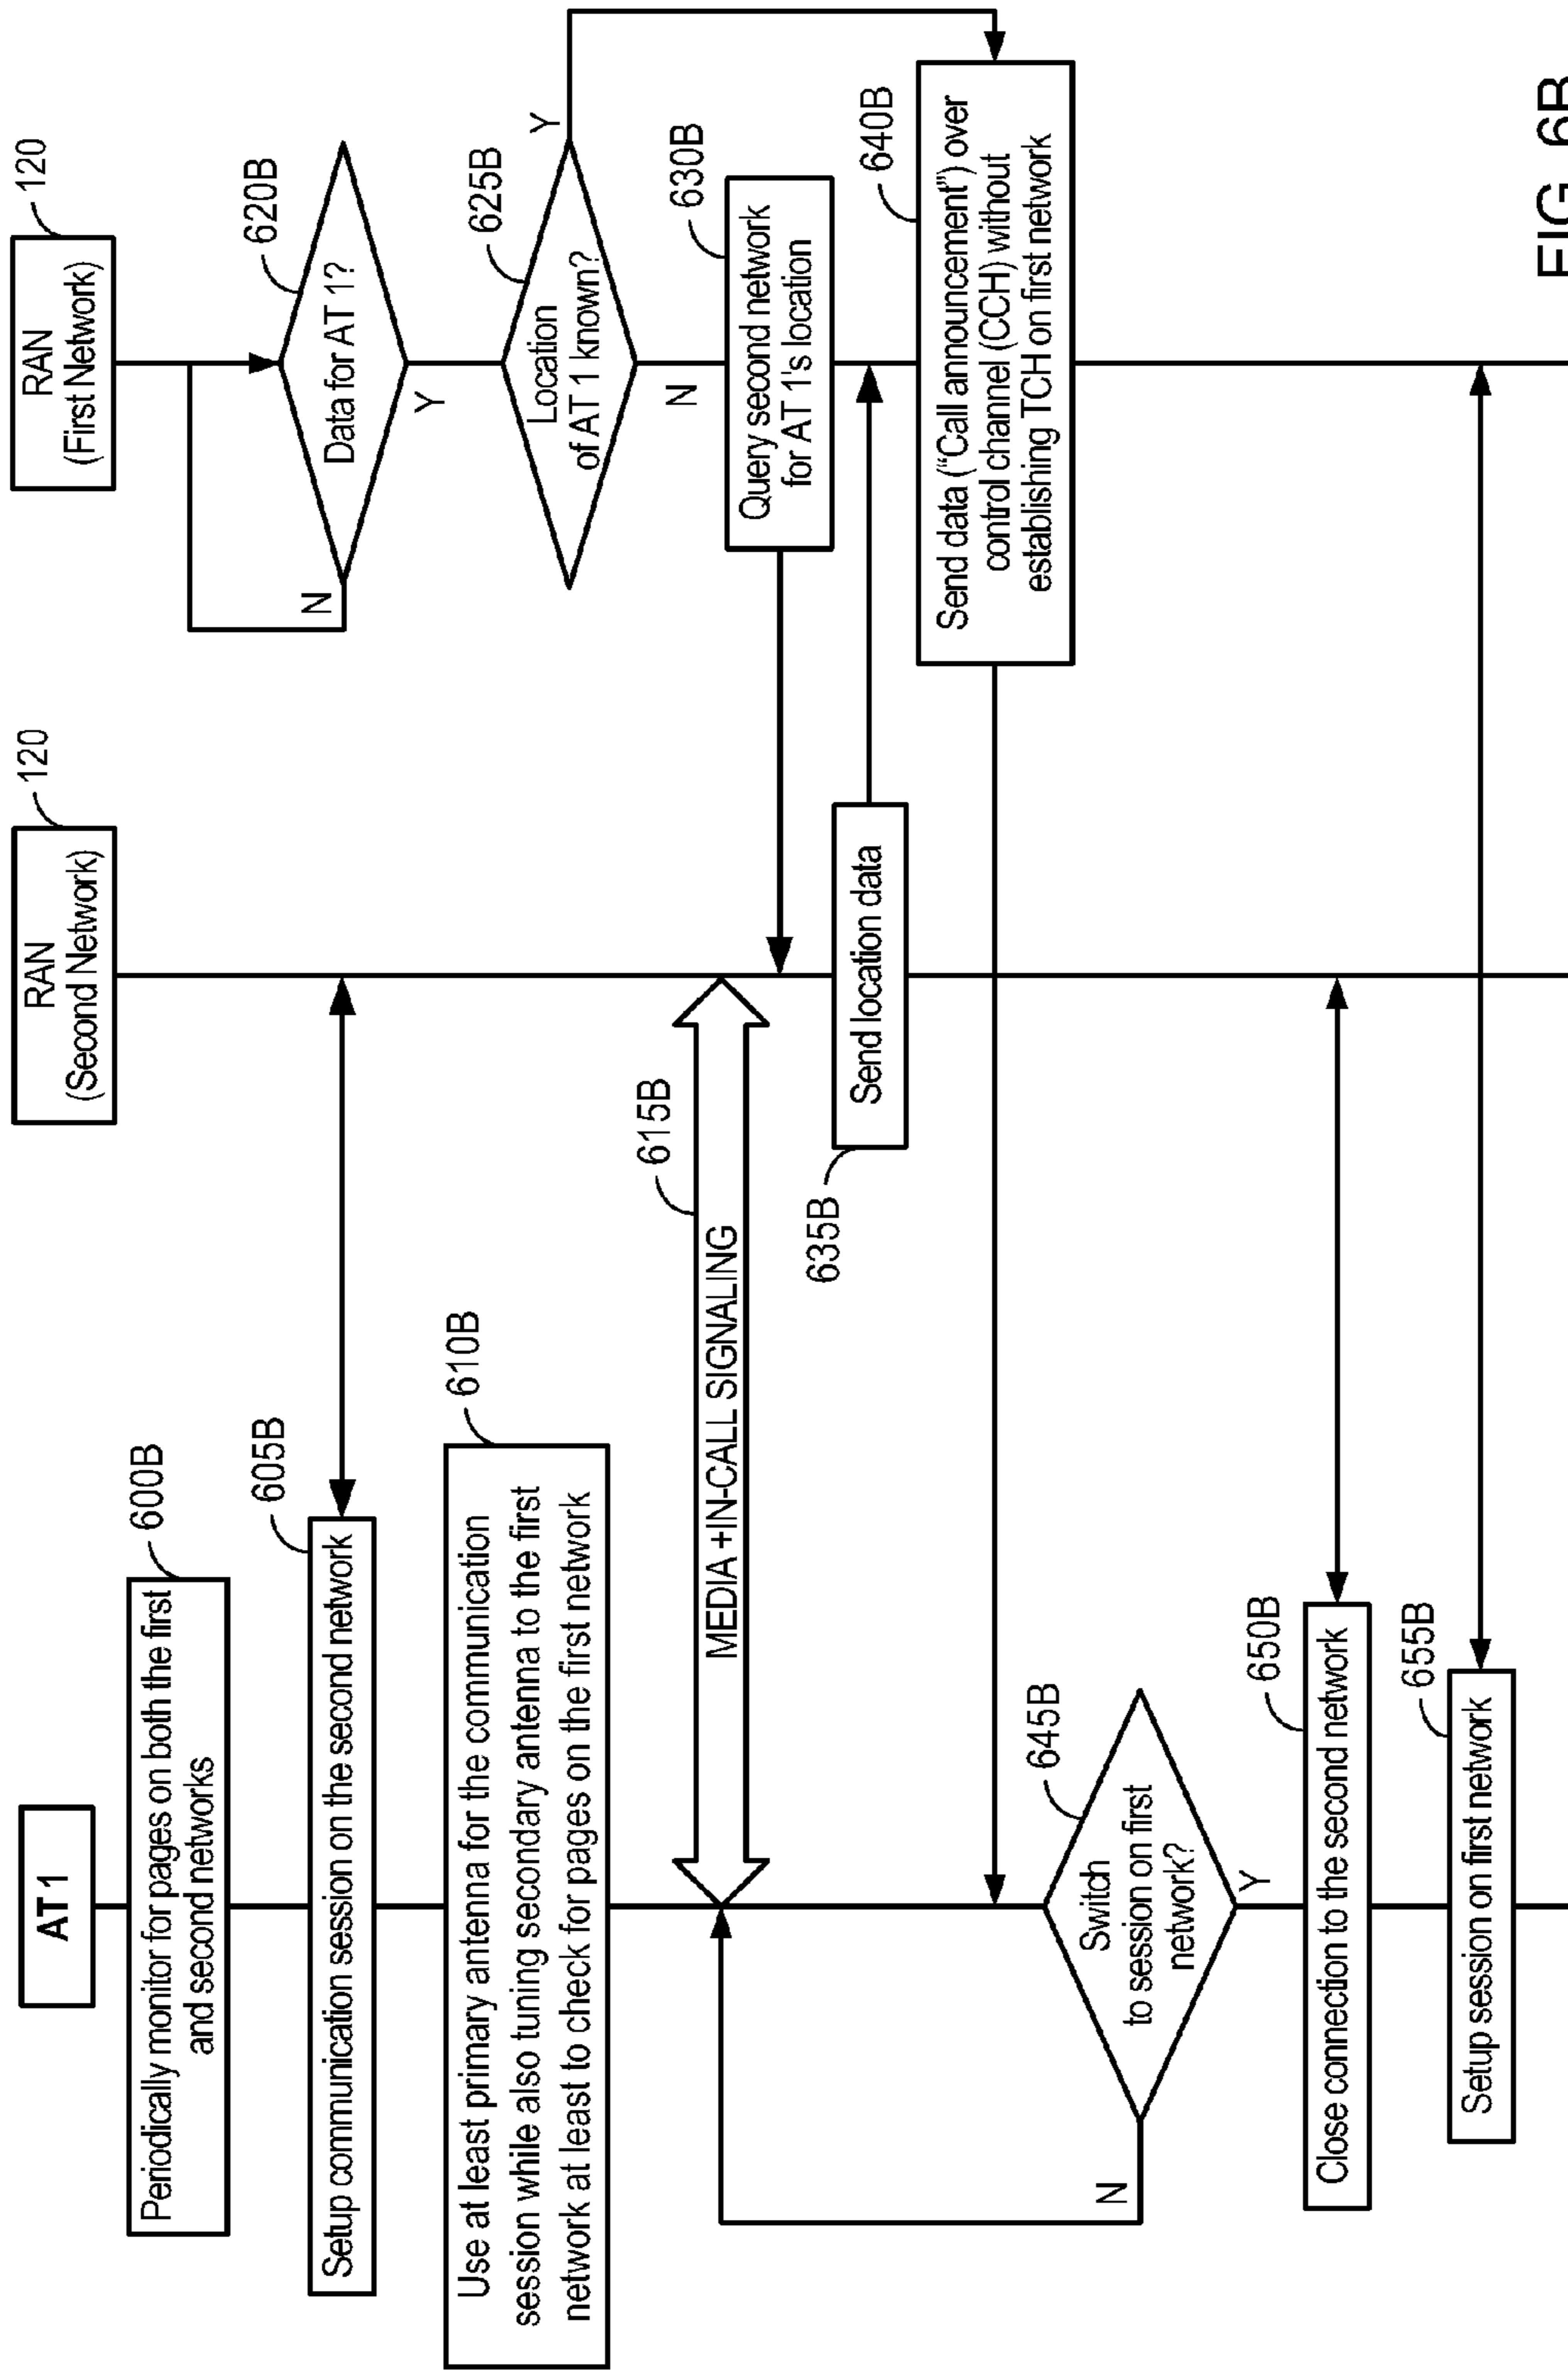 AT 1
RAN
(Second Network)
120
RAN
(First Network)
120
Periodically monitor for pages on both the first
and second networks
600B
Setup communication session on the second network
605B
Data for AT 1?
620B
N
Y
Use at least primary antenna for the communication
session while also tuning secondary antenna to the first
network at least to check for pages on the first network
610B
Location
of AT 1 known?
625B
Y
N
MEDIA +IN-CALL SIGNALING
615B
Query second network
for AT 1's location
630B
Send location data
635B
Send data ("Call announcement") over
control channel (CCH) without
establishing TCH on first network
640B
Switch
to session on first
network?
645B
N
Y
Close connection to the second network
650B
Setup session on first network
655B
FIG. 6B